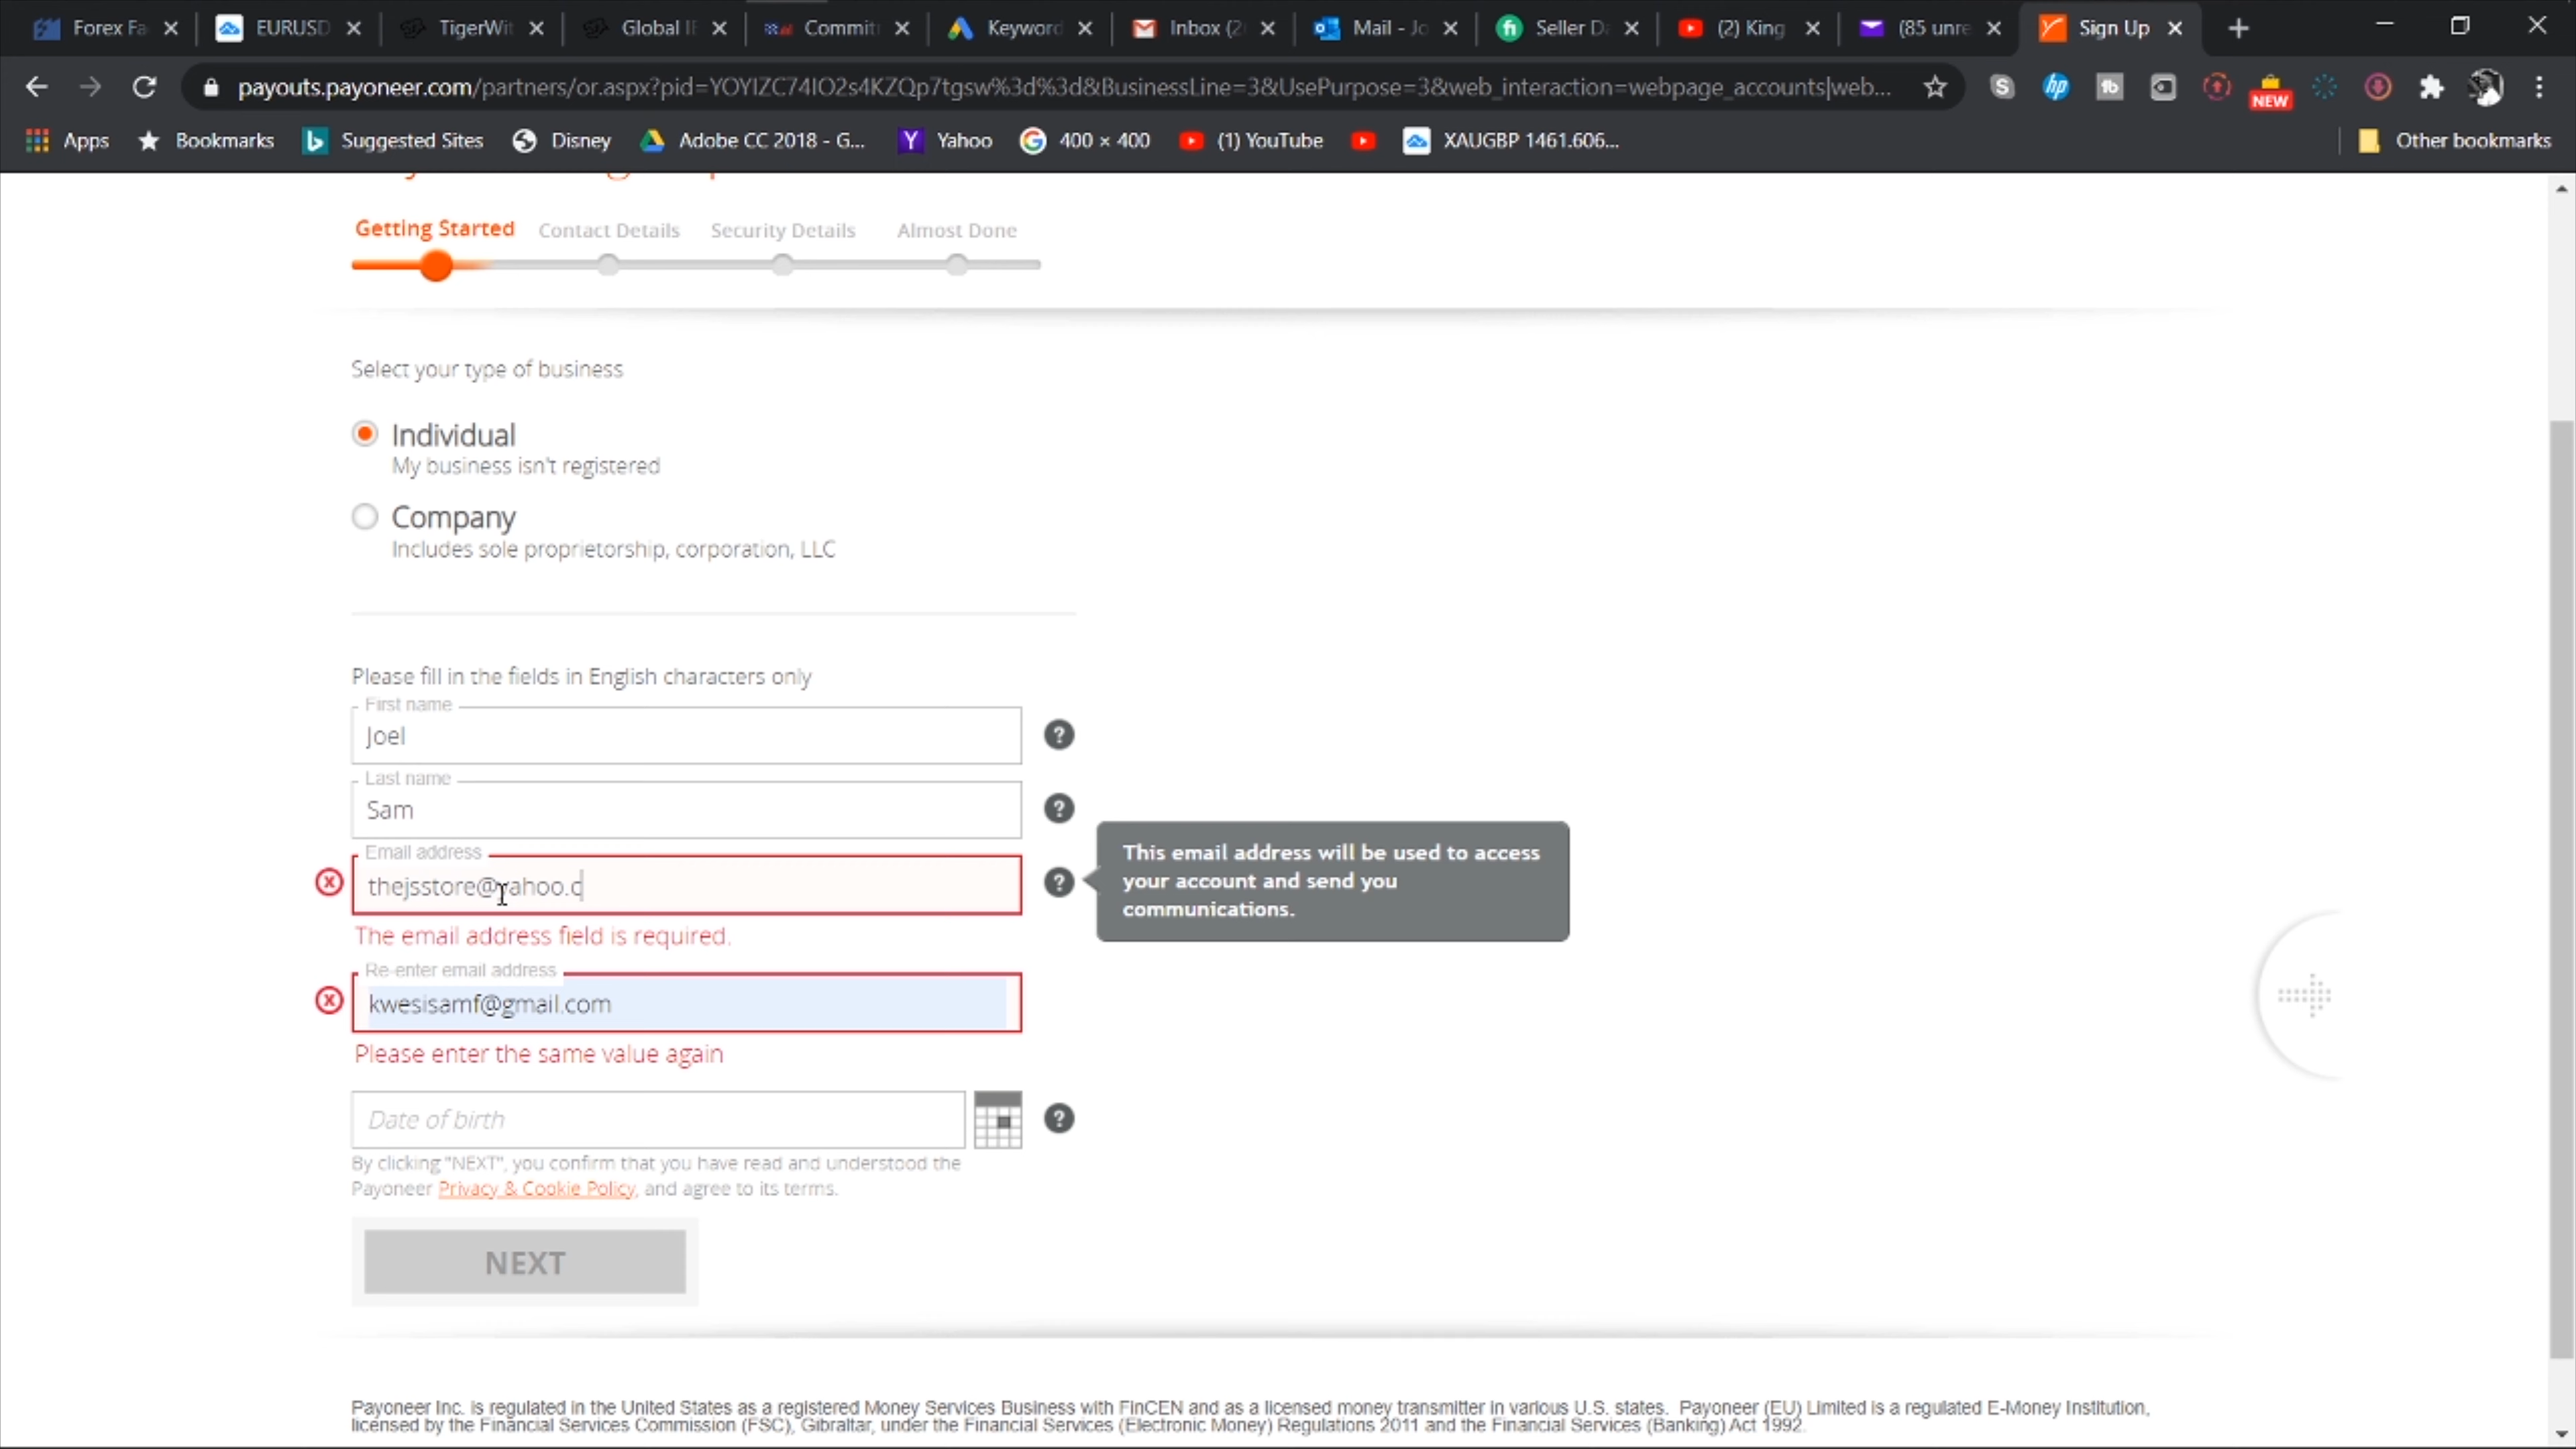 Forex Fa
EURUSD
TigerWit
Global I
Commit
Keyword
Inbox (2
Mail - Jo
Seller D
(2) King
(85 unre
Sign Up
payouts.payoneer.com/partners/or.aspx?pid=YOYIZC74IO2s4KZQp7tgsw%3d%3d&BusinessLine=3&UsePurpose=3&web_interaction=webpage_accounts|web...
NEW
Apps
Bookmarks
Suggested Sites
Disney
Adobe CC 2018 - G...
Yahoo
400 × 400
(1) YouTube
XAUGBP 1461.606...
Other bookmarks
Getting Started
Contact Details
Security Details
Almost Done
Select your type of business
Individual
My business isn't registered
Company
Includes sole proprietorship, corporation, LLC
Please fill in the fields in English characters only
First name
Joel
Last name
Sam
Email address
thejsstore@yahoo.c
The email address field is required.
This email address will be used to access
your account and send you
communications.
Re-enter email address
kwesisamf@gmail.com
Please enter the same value again
Date of birth
By clicking "NEXT", you confirm that you have read and understood the
Payoneer Privacy & Cookie Policy, and agree to its terms.
NEXT
Payoneer Inc. is regulated in the United States as a registered Money Services Business with FinCEN and as a licensed money transmitter in various U.S. states. Payoneer (EU) Limited is a regulated E-Money Institution,
licensed by the Financial Services Commission (FSC), Gibraltar, under the Financial Services (Electronic Money) Regulations 2011 and the Financial Services (Banking) Act 1992.